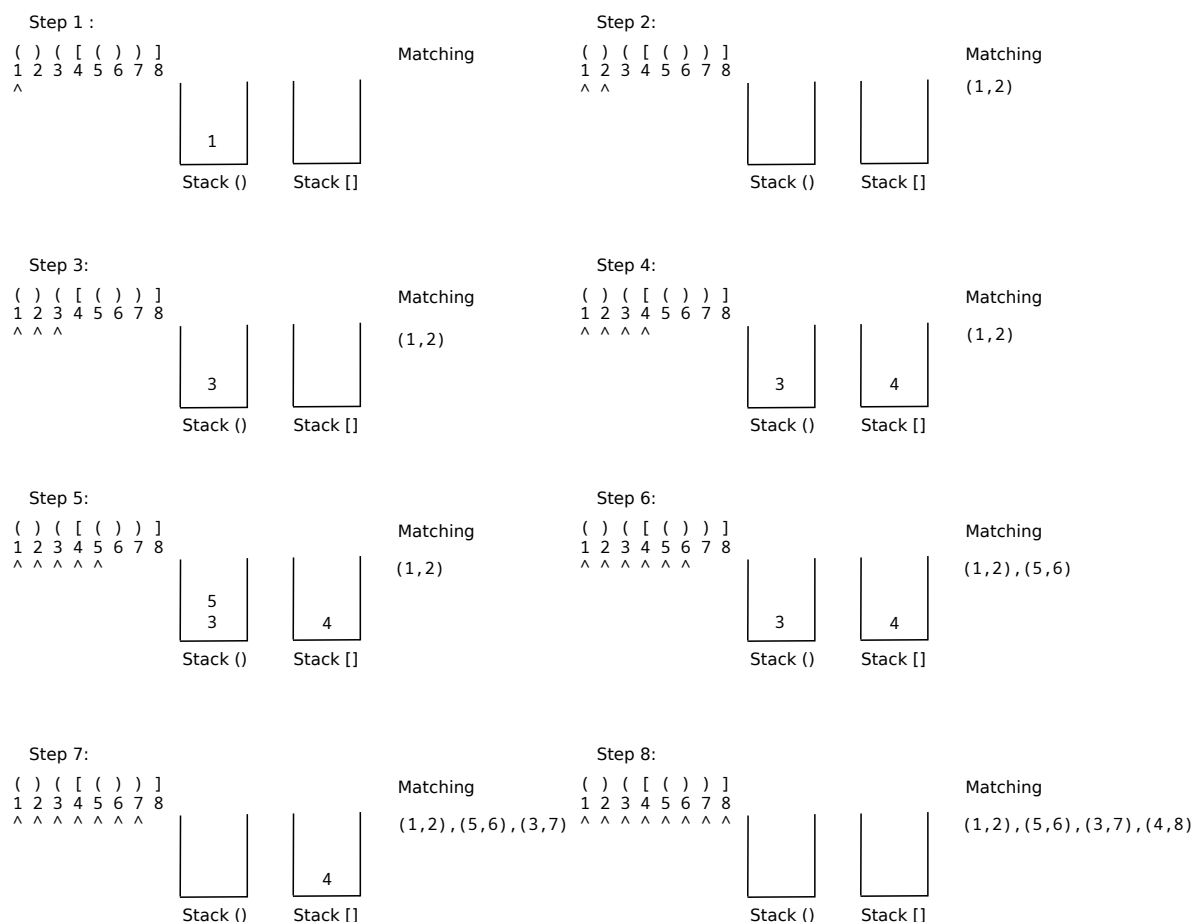 Step 1 :
( ) ( [ ( ) ) ]
1 2 3 4 5 6 7 8
^
Matching
1
Stack ()
Stack []
Step 2:
( ) ( [ ( ) ) ]
1 2 3 4 5 6 7 8
^ ^
Matching
(1,2)
Stack ()
Stack []
Step 3:
( ) ( [ ( ) ) ]
1 2 3 4 5 6 7 8
^ ^ ^
Matching
(1,2)
3
Stack ()
Stack []
Step 4:
( ) ( [ ( ) ) ]
1 2 3 4 5 6 7 8
^ ^ ^ ^
Matching
(1,2)
3
4
Stack ()
Stack []
Step 5:
( ) ( [ ( ) ) ]
1 2 3 4 5 6 7 8
^ ^ ^ ^ ^
Matching
(1,2)
5
3
4
Stack ()
Stack []
Step 6:
( ) ( [ ( ) ) ]
1 2 3 4 5 6 7 8
^ ^ ^ ^ ^ ^
Matching
(1,2),(5,6)
3
4
Stack ()
Stack []
Step 7:
( ) ( [ ( ) ) ]
1 2 3 4 5 6 7 8
^ ^ ^ ^ ^ ^ ^
Matching
(1,2),(5,6),(3,7)
4
Stack ()
Stack []
Step 8:
( ) ( [ ( ) ) ]
1 2 3 4 5 6 7 8
^ ^ ^ ^ ^ ^ ^ ^
Matching
(1,2),(5,6),(3,7),(4,8)
Stack ()
Stack []